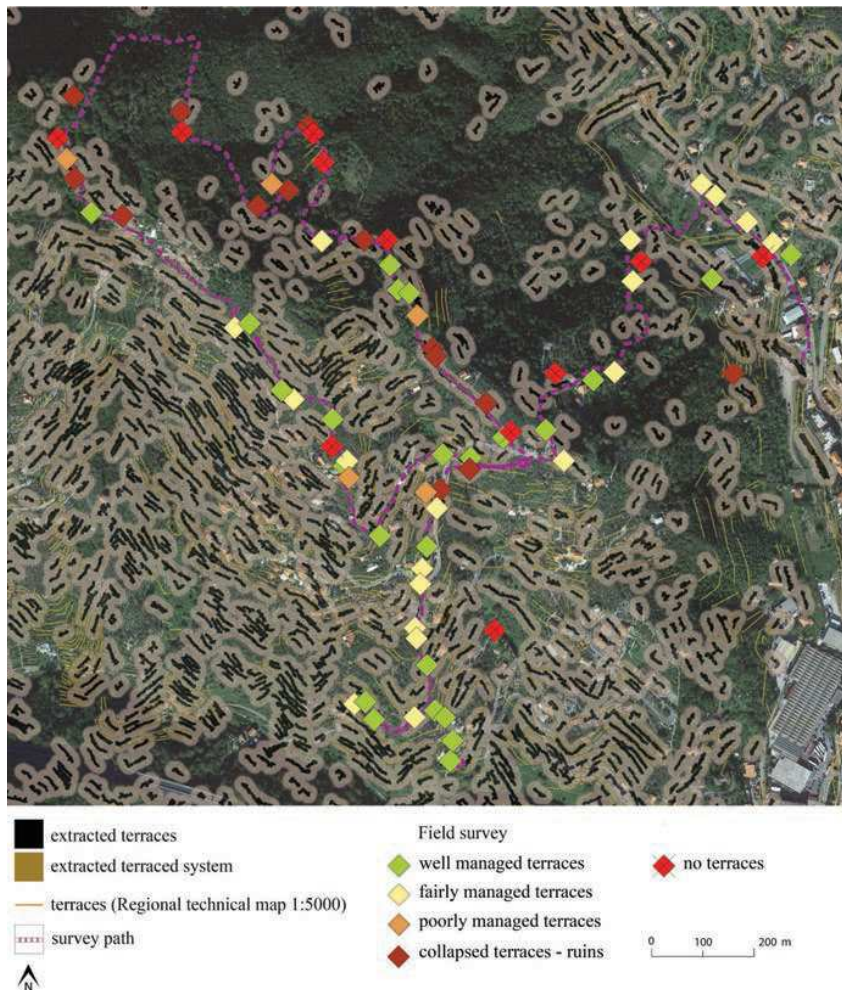 extracted terraces
extracted terraced system
terraces (Regional technical map 1:5000)
survey path
N
Field survey
well managed terraces
fairly managed terraces
poorly managed terraces
collapsed terraces - ruins
no terraces
0 100 200 m